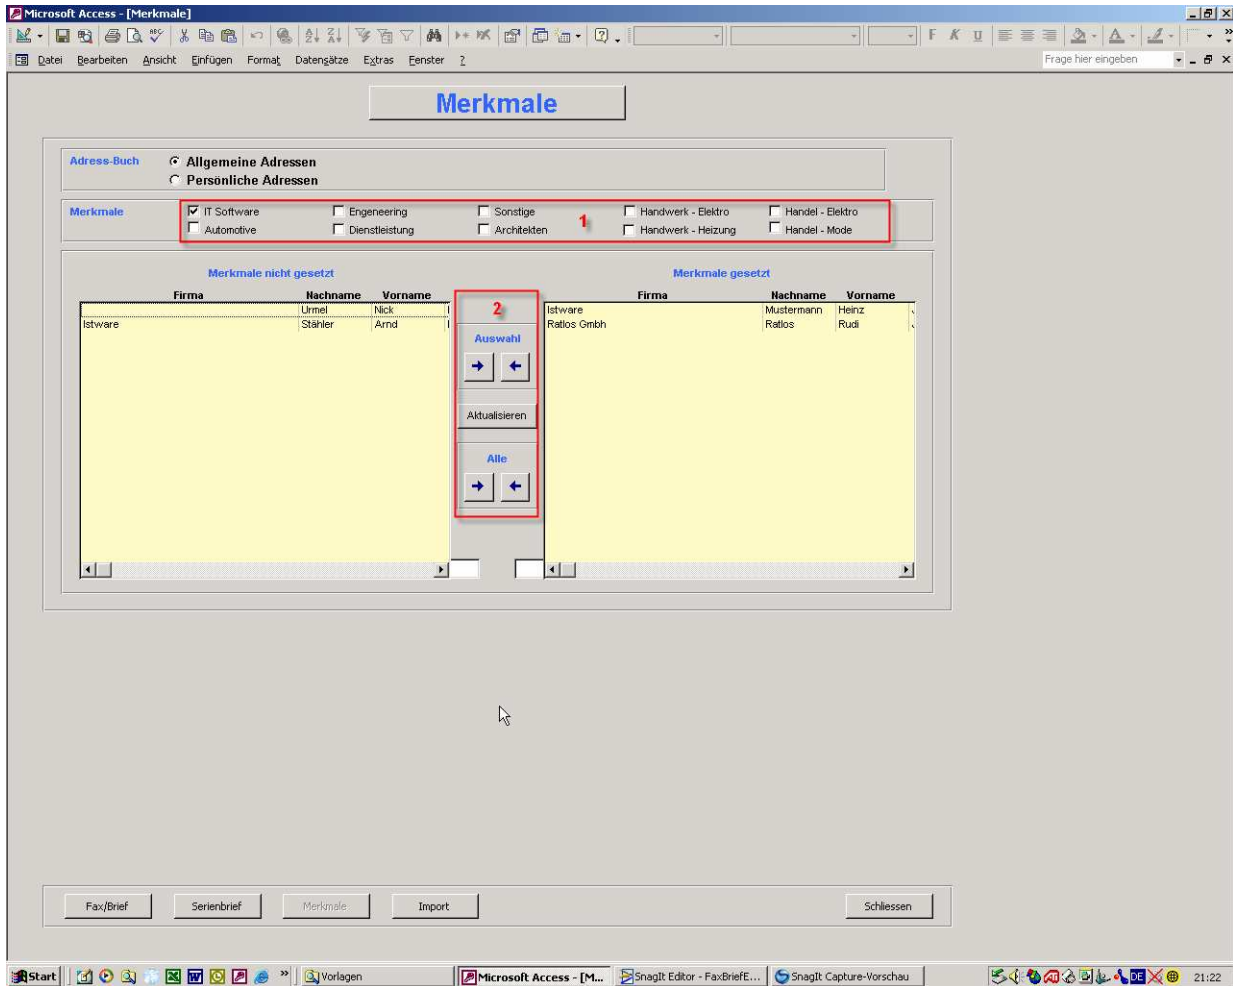 Microsoft Access - [Merkmale]
Datei Bearbeiten Ansicht Einfügen Format Datensätze Extras Fenster ?
Frage hier eingeben
F K U
Merkmale
Adress-Buch
Allgemeine Adressen
Persönliche Adressen
Merkmale
IT Software Engeneering Sonstige Handwerk - Elektro Handel - Elektro
1
Automotive Dienstleistung Architekten Handwerk - Heizung Handel - Mode
Merkmale nicht gesetzt
Firma Nachname Vorname
Urmel Nick
Istware Stähler Arnd
2
Auswahl
Aktualisieren
Alle
Merkmale gesetzt
Firma Nachname Vorname
Istware Mustermann Heinz
Ratlos Gmbh Ratlos Rudi
Fax/Brief Serienbrief Merkmale Import Schliessen
Start Vorlagen Microsoft Access - [M... SnagIt Editor - FaxBriefE... SnagIt Capture-Vorschau DE 21:22